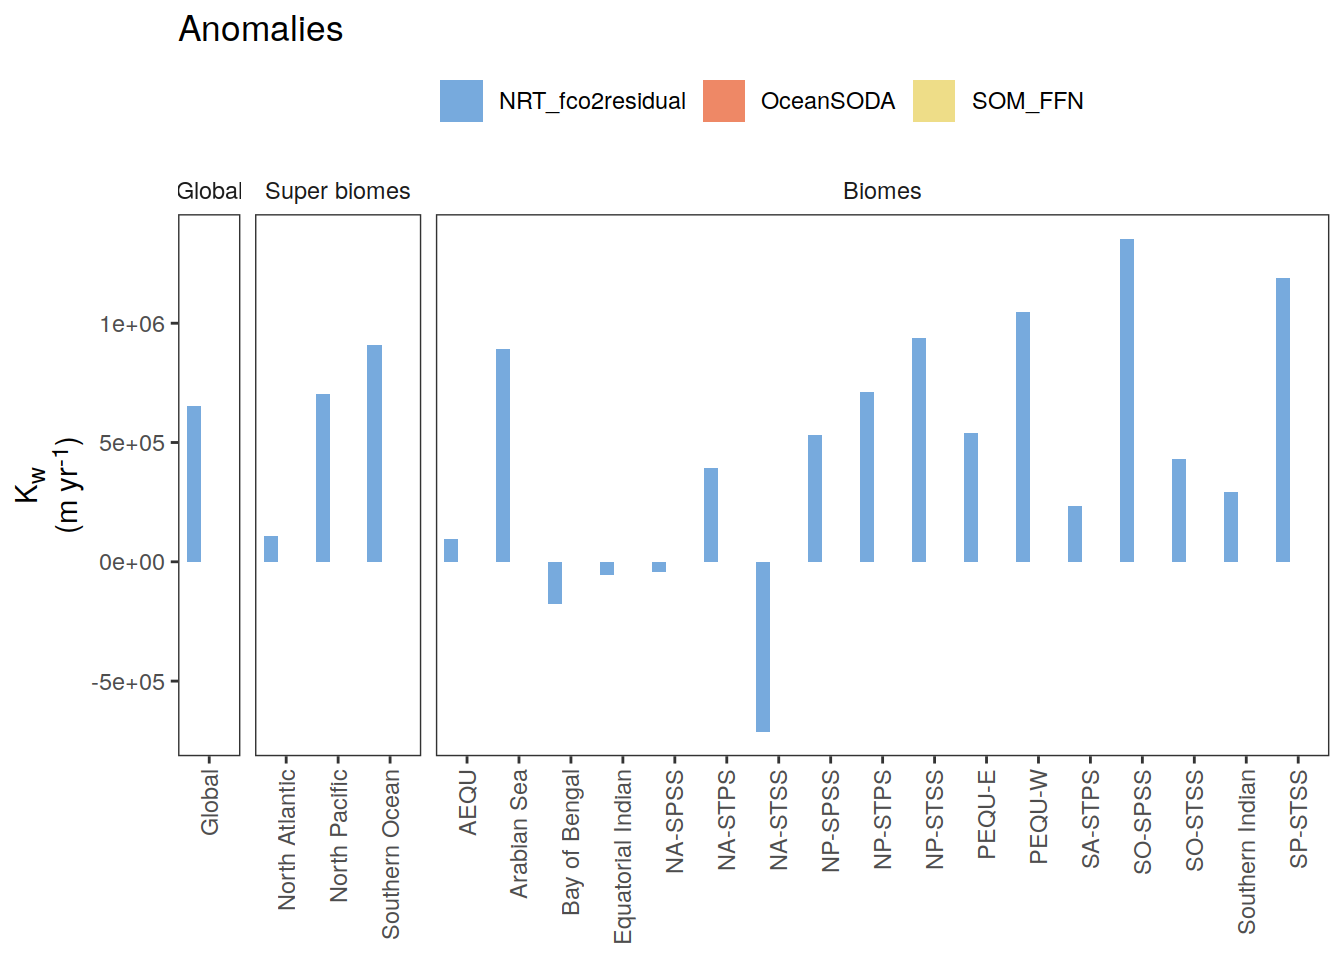 Anomalies
NRT_fco2residual OceanSODA SOM_FFN
Global Super biomes Biomes
Kw
(m yr-1)
1e+06
5e+05
0e+00
-5e+05
Global
North Atlantic
North Pacific
Southern Ocean
AEQU
Arabian Sea
Bay of Bengal
Equatorial Indian
NA-SPSS
NA-STPS
NA-STSS
NP-SPSS
NP-STPS
NP-STSS
PEQU-E
PEQU-W
SA-STPS
SO-SPSS
SO-STSS
Southern Indian
SP-STSS